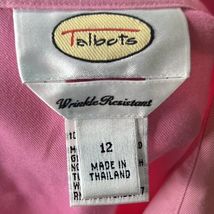 Talbots
Wrinkle Resistant
12
MADE IN
THAILAND